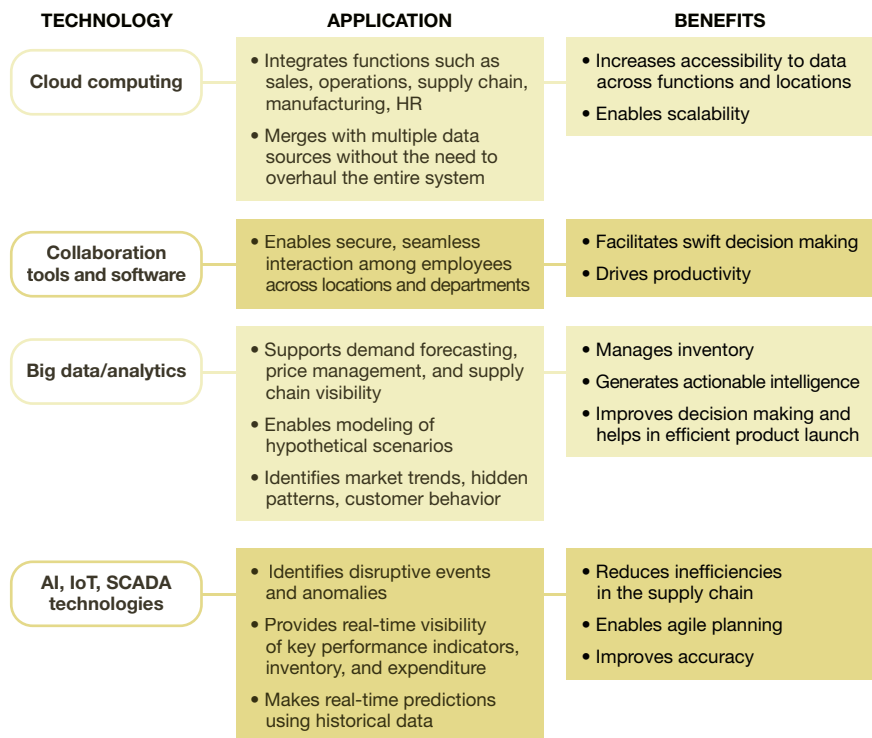 TECHNOLOGY
APPLICATION
BENEFITS
Cloud computing
• Integrates functions such as
sales, operations, supply chain,
manufacturing, HR
• Merges with multiple data
sources without the need to
overhaul the entire system
• Increases accessibility to data
across functions and locations
• Enables scalability
Collaboration
tools and software
• Enables secure, seamless
interaction among employees
across locations and departments
• Facilitates swift decision making
• Drives productivity
Big data/analytics
• Supports demand forecasting,
price management, and supply
chain visibility
• Enables modeling of
hypothetical scenarios
• Identifies market trends, hidden
patterns, customer behavior
• Manages inventory
• Generates actionable intelligence
• Improves decision making and
helps in efficient product launch
AI, IoT, SCADA
technologies
• Identifies disruptive events
and anomalies
• Provides real-time visibility
of key performance indicators,
inventory, and expenditure
• Makes real-time predictions
using historical data
• Reduces inefficiencies
in the supply chain
• Enables agile planning
• Improves accuracy